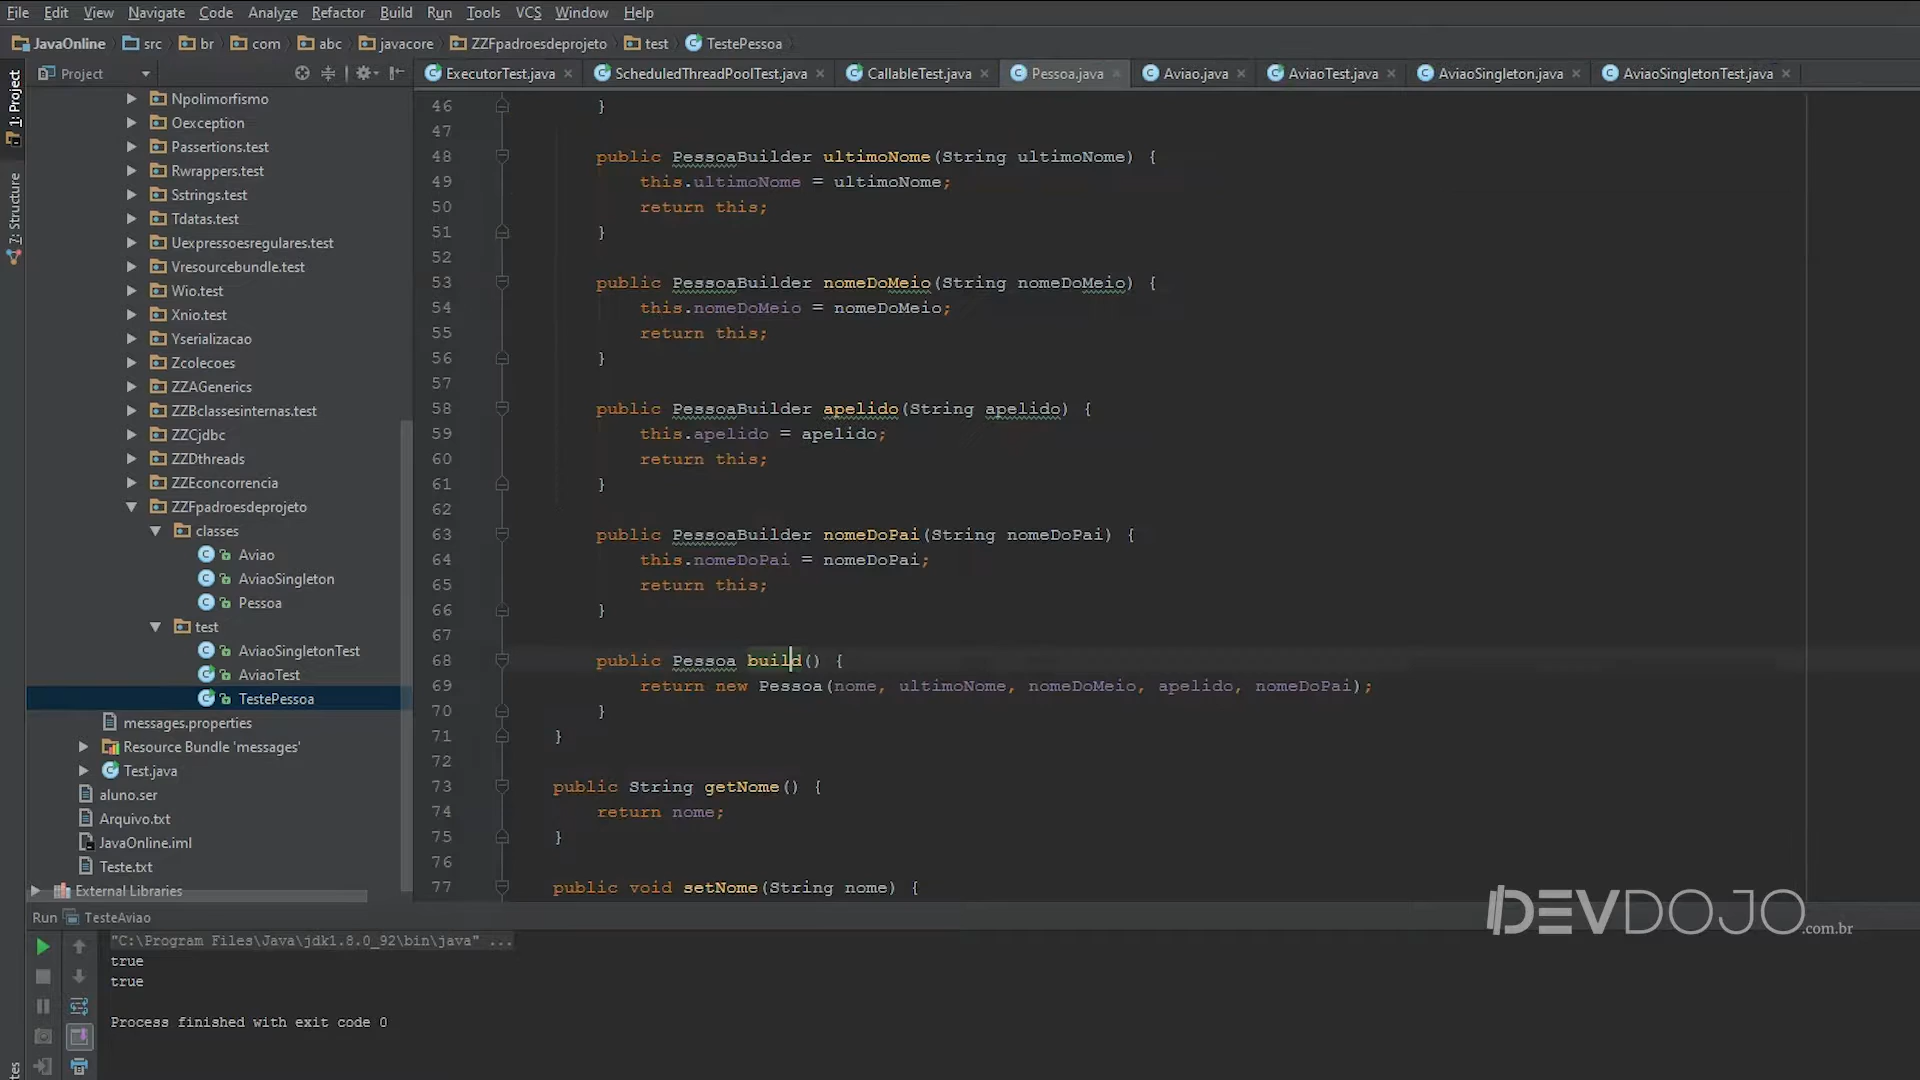 File Edit View Navigate Code Analyze Refactor Build Run Tools VCS Window Help
JavaOnline src br com abc javacore ZZFpadroesdeprojeto test TestePessoa
Project
ExecutorTest.java ScheduledThreadPoolTest.java CallableTest.java Pessoa.java Aviao.java AviaoTest.java AviaoSingleton.java AviaoSingletonTest.java
1: Project
7: Structure
Npolimorfismo
Oexception
Passertions.test
Rwrappers.test
Sstrings.test
Tdatas.test
Uexpressoesregulares.test
Vresourcebundle.test
Wio.test
Xnio.test
Yserializacao
Zcolecoes
ZZAGenerics
ZZBclassesinternas.test
ZZCjdbc
ZZDthreads
ZZEconcorrencia
ZZFpadroesdeprojeto
classes
Aviao
AviaoSingleton
Pessoa
test
AviaoSingletonTest
AviaoTest
TestePessoa
messages.properties
Resource Bundle 'messages'
Test.java
aluno.ser
Arquivo.txt
JavaOnline.iml
Teste.txt
External Libraries
46 }
47
48 public PessoaBuilder ultimoNome(String ultimoNome) {
49 this.ultimoNome = ultimoNome;
50 return this;
51 }
52
53 public PessoaBuilder nomeDoMeio(String nomeDoMeio) {
54 this.nomeDoMeio = nomeDoMeio;
55 return this;
56 }
57
58 public PessoaBuilder apelido(String apelido) {
59 this.apelido = apelido;
60 return this;
61 }
62
63 public PessoaBuilder nomeDoPai(String nomeDoPai) {
64 this.nomeDoPai = nomeDoPai;
65 return this;
66 }
67
68 public Pessoa build() {
69 return new Pessoa(nome, ultimoNome, nomeDoMeio, apelido, nomeDoPai);
70 }
71 }
72
73 public String getNome() {
74 return nome;
75 }
76
77 public void setNome(String nome) {
DEVDOJO.com.br
Run TesteAviao
"C:\Program Files\Java\jdk1.8.0_92\bin\java" ...
true
true
Process finished with exit code 0